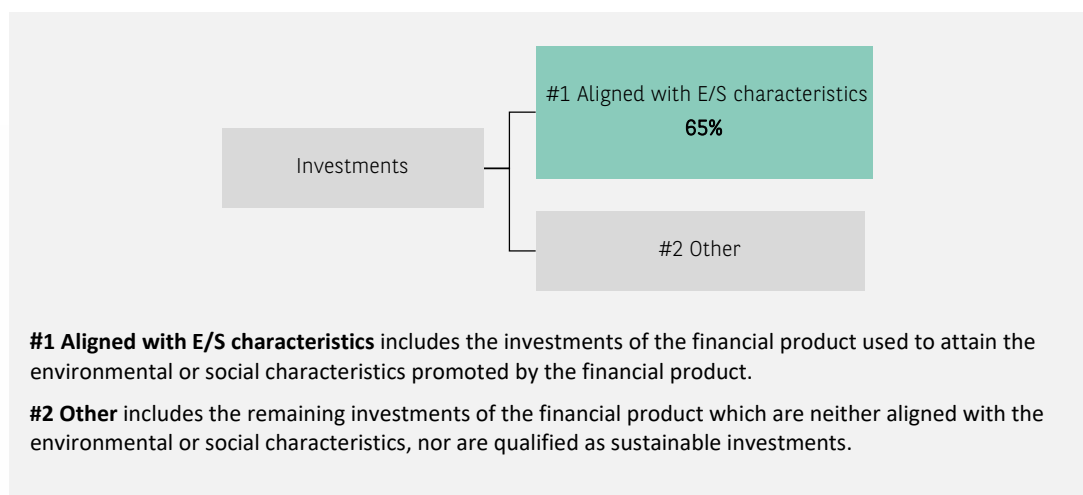 #1 Aligned with E/S characteristics
65%
Investments
#2 Other
#1 Aligned with E/S characteristics includes the investments of the financial product used to attain the
environmental or social characteristics promoted by the financial product.
#2 Other includes the remaining investments of the financial product which are neither aligned with the
environmental or social characteristics, nor are qualified as sustainable investments.